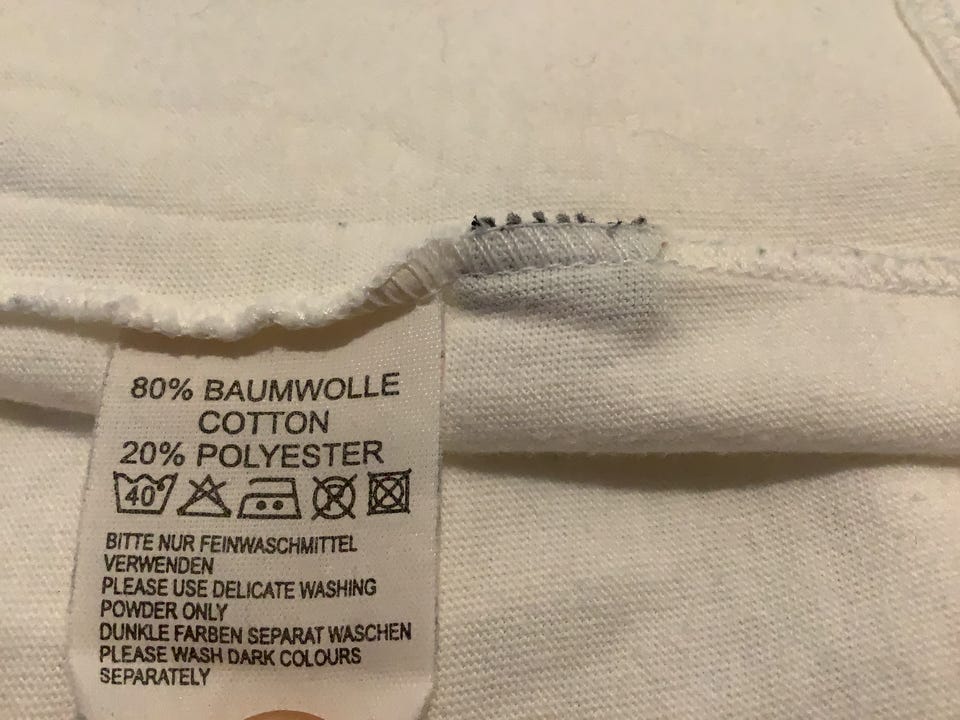 80% BAUMWOLLE
COTTON
20% POLYESTER
40°
BITTE NUR FEINWASCHMITTEL
VERWENDEN
PLEASE USE DELICATE WASHING
POWDER ONLY
DUNKLE FARBEN SEPARAT WASCHEN
PLEASE WASH DARK COLOURS
SEPARATELY